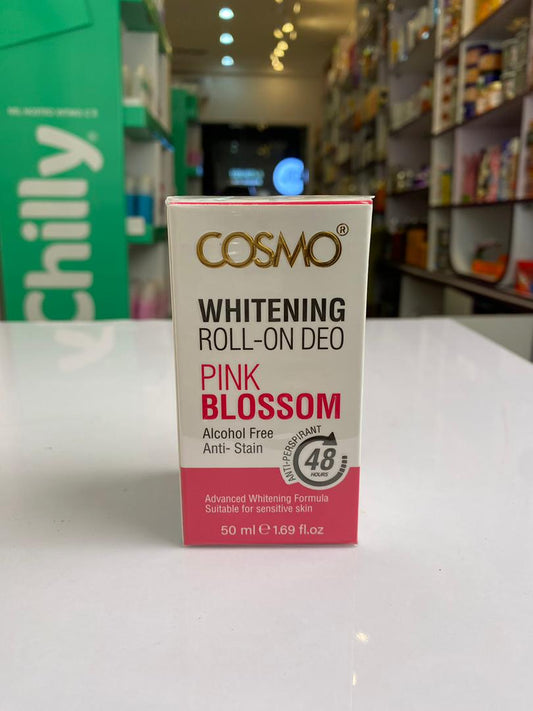 COSMO®
WHITENING
ROLL-ON DEO
PINK
BLOSSOM
Alcohol Free
Anti- Stain
ANTI-PERSPIRANT
48
HOURS
Advanced Whitening Formula
Suitable for sensitive skin
50 ml ℮ 1.69 fl.oz
Chilly®